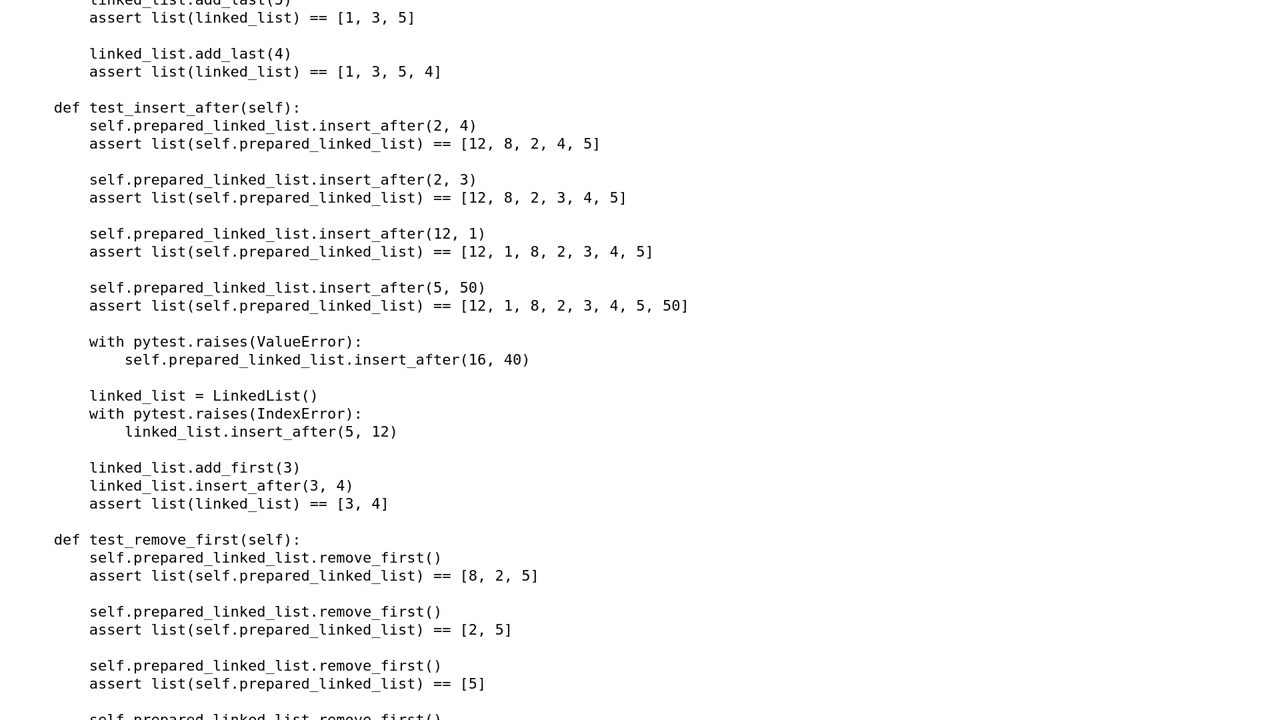 linked_list.add_last(5)
assert list(linked_list) == [1, 3, 5]
linked_list.add_last(4)
assert list(linked_list) == [1, 3, 5, 4]
def test_insert_after(self):
self.prepared_linked_list.insert_after(2, 4)
assert list(self.prepared_linked_list) == [12, 8, 2, 4, 5]
self.prepared_linked_list.insert_after(2, 3)
assert list(self.prepared_linked_list) == [12, 8, 2, 3, 4, 5]
self.prepared_linked_list.insert_after(12, 1)
assert list(self.prepared_linked_list) == [12, 1, 8, 2, 3, 4, 5]
self.prepared_linked_list.insert_after(5, 50)
assert list(self.prepared_linked_list) == [12, 1, 8, 2, 3, 4, 5, 50]
with pytest.raises(ValueError):
self.prepared_linked_list.insert_after(16, 40)
linked_list = LinkedList()
with pytest.raises(IndexError):
linked_list.insert_after(5, 12)
linked_list.add_first(3)
linked_list.insert_after(3, 4)
assert list(linked_list) == [3, 4]
def test_remove_first(self):
self.prepared_linked_list.remove_first()
assert list(self.prepared_linked_list) == [8, 2, 5]
self.prepared_linked_list.remove_first()
assert list(self.prepared_linked_list) == [2, 5]
self.prepared_linked_list.remove_first()
assert list(self.prepared_linked_list) == [5]
self.prepared_linked_list.remove_first()